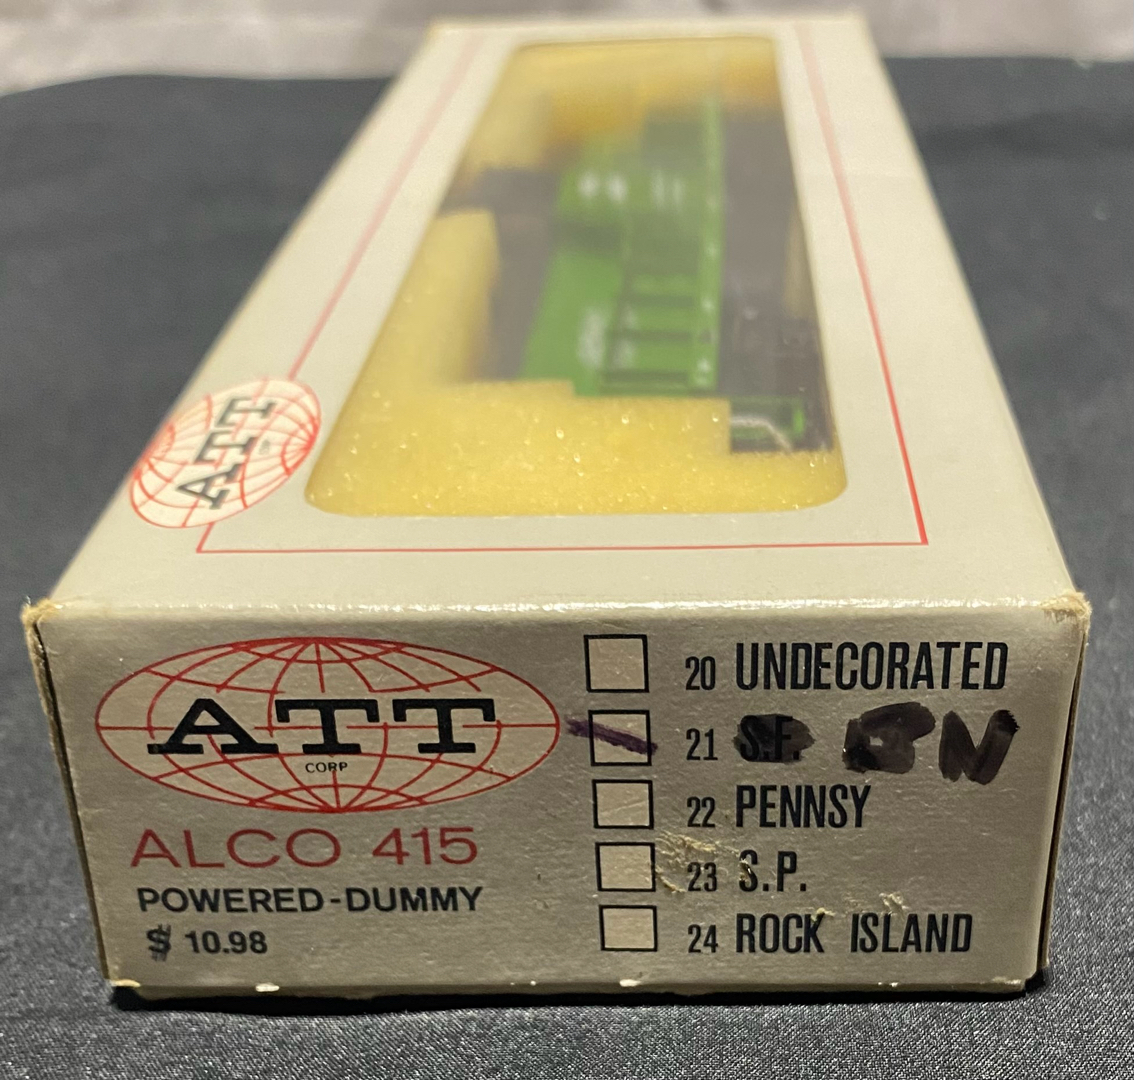 ATT
ATT
CORP
ALCO 415
POWERED-DUMMY
$ 10.98
20 UNDECORATED
21 S.F. BN
22 PENNSY
23 S.P.
24 ROCK ISLAND